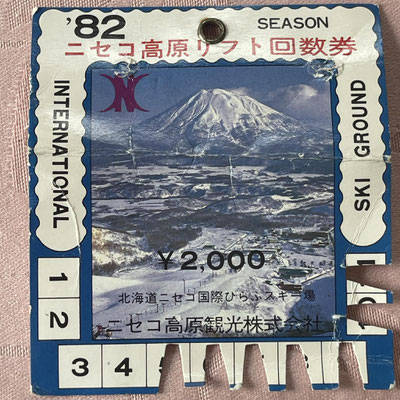 '82 SEASON
ニセコ高原リフト回数券
INTERNATIONAL
SKI GROUND
N
¥2,000
北海道ニセコ国際ひらふスキー場
ニセコ高原観光株式会社
1
2
3
4